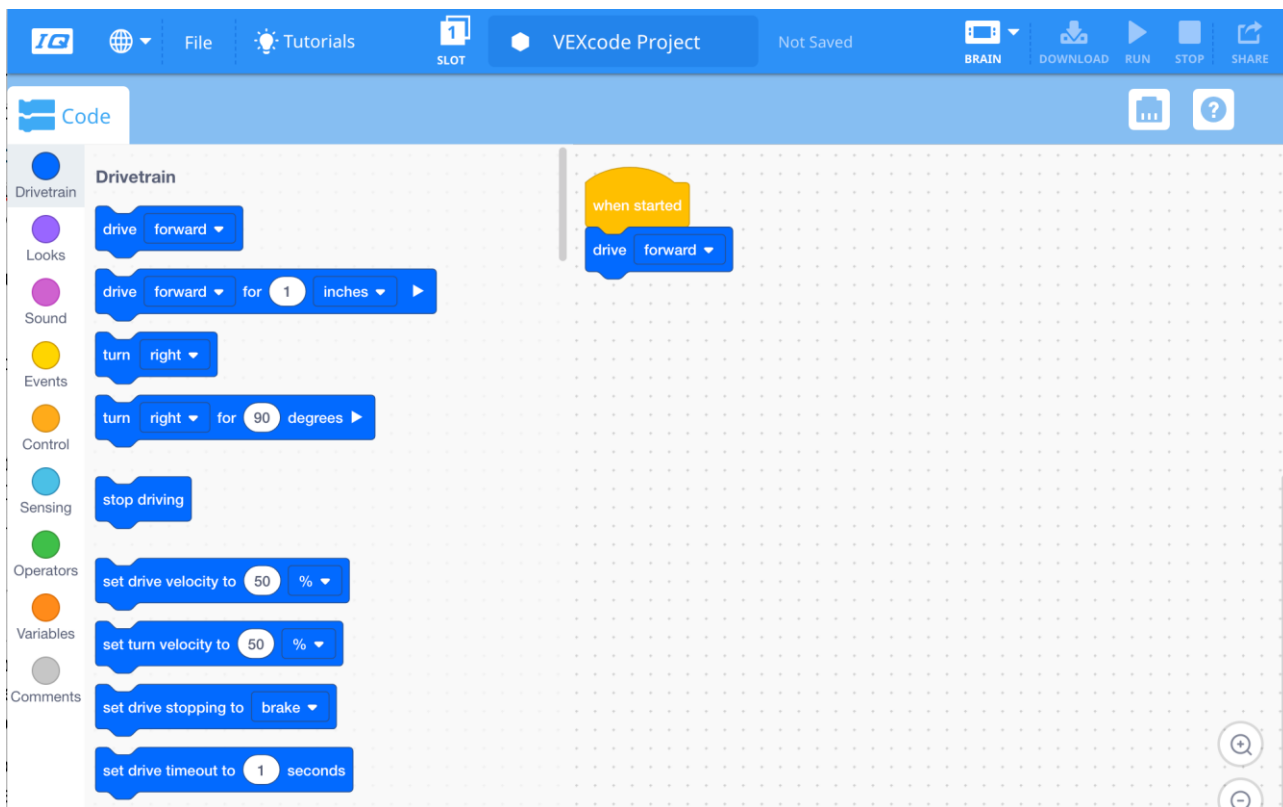 IQ
File
Tutorials
1
SLOT
VEXcode Project
Not Saved
BRAIN
DOWNLOAD
RUN
STOP
SHARE
Code
?
Drivetrain
Looks
Sound
Events
Control
Sensing
Operators
Variables
Comments
Drivetrain
drive forward
drive forward for 1 inches
turn right
turn right for 90 degrees
stop driving
set drive velocity to 50 %
set turn velocity to 50 %
set drive stopping to brake
set drive timeout to 1 seconds
when started
drive forward